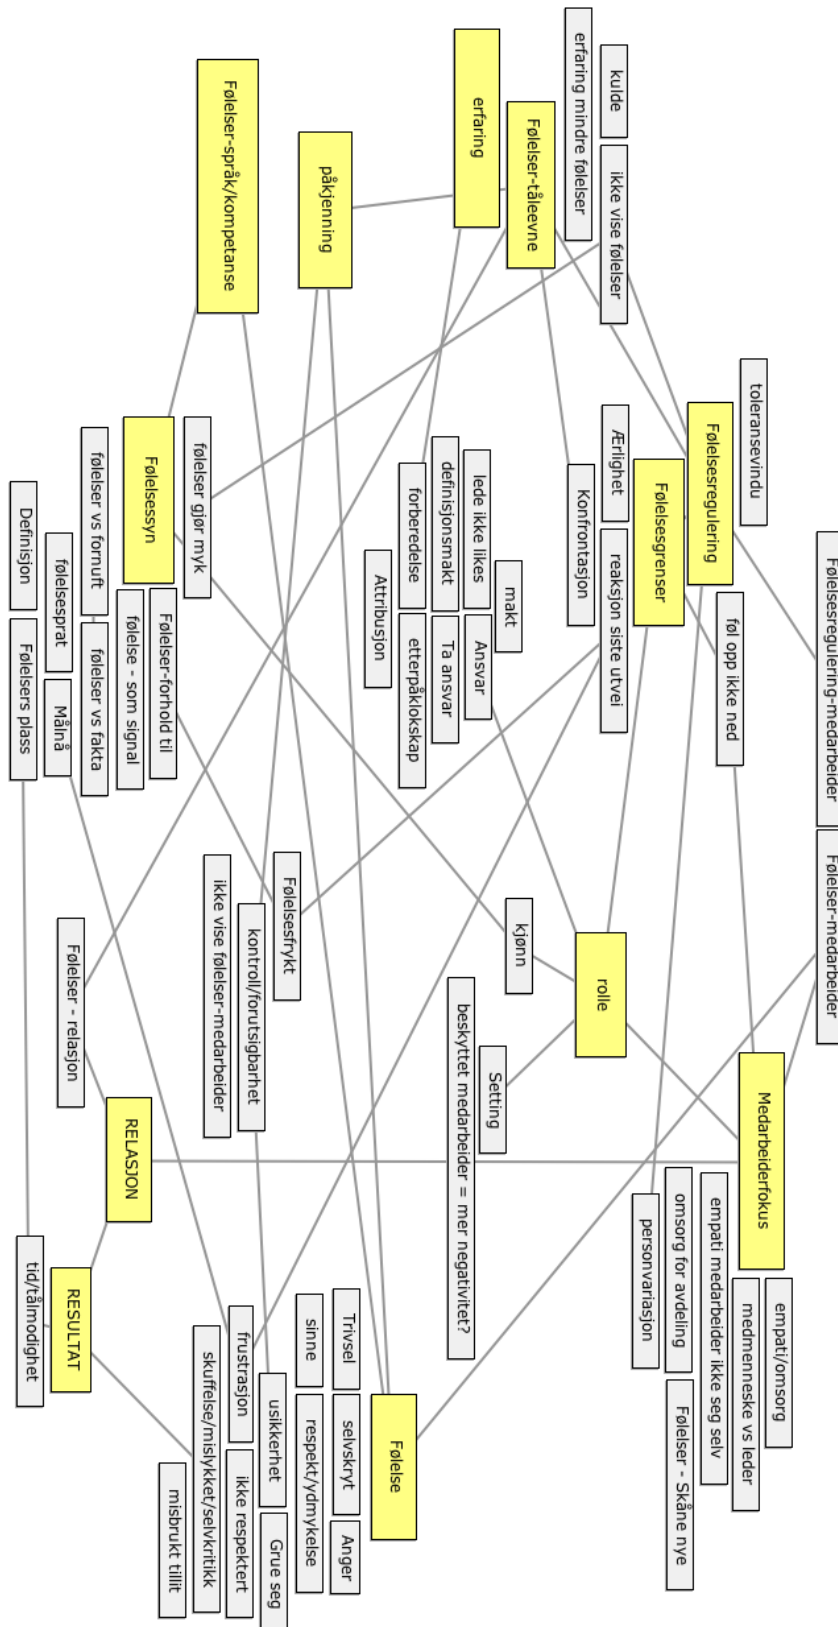 Følelsesregulering-medarbeider
Følelser-medarbeider
empati/omsorg
Medarbeiderfokus
toleransevindu
medmenneske vs leder
føl opp ikke ned
empati medarbeider ikke seg selv
Følelsesregulering
omsorg for avdeling
Følelser - Skåne nye
Følelsesgrenser
personvariasjon
kulde
ikke vise følelser
Ærlighet
reaksjon siste utvei
rolle
erfaring mindre følelser
Konfrontasjon
Følelser-tåleevne
kjønn
makt
Setting
erfaring
lede ikke likes
Ansvar
beskyttet medarbeider = mer negativitet?
definisjonsmakt
Ta ansvar
forberedelse
etterpåklokskap
Følelse
Attribusjon
Trivsel
selvskryt
Anger
påkjenning
sinne
respekt/ydmykelse
Følelsesfrykt
usikkerhet
Grue seg
kontroll/forutsigbarhet
frustrasjon
ikke respektert
Følelser-språk/kompetanse
ikke vise følelser-medarbeider
skuffelse/mislykket/selvkritikk
følelser gjør myk
misbrukt tillit
Følelser-forhold til
Følelsessyn
følelse - som signal
RELASJON
følelser vs fornuft
følelser vs fakta
Følelser - relasjon
RESULTAT
følelsesprat
Målnå
tid/tålmodighet
Definisjon
Følelsers plass